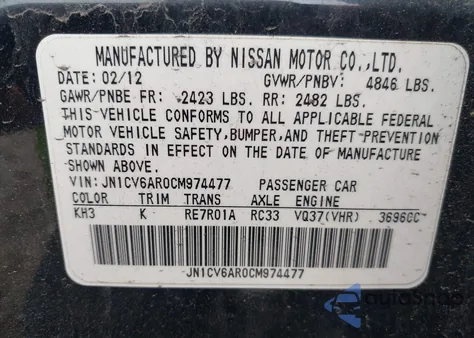 MANUFACTURED BY NISSAN MOTOR CO.,LTD.
DATE: 02/12 GVWR/PNBV: 4846 LBS.
GAWR/PNBE FR: 2423 LBS. RR: 2482 LBS.
THIS VEHICLE CONFORMS TO ALL APPLICABLE FEDERAL
MOTOR VEHICLE SAFETY,BUMPER,AND THEFT PREVENTION
STANDARDS IN EFFECT ON THE DATE OF MANUFACTURE
SHOWN ABOVE.
VIN: JN1CV6AR0CM974477 PASSENGER CAR
COLOR TRIM TRANS AXLE ENGINE
KH3 K RE7R01A RC33 VQ37(VHR) 3696CC
JN1CV6AR0CM974477
autosnap